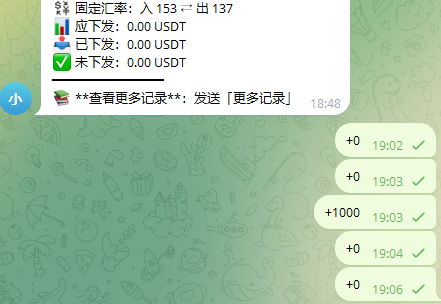 固定汇率：入 153 ⇄ 出 137
应下发：0.00 USDT
已下发：0.00 USDT
未下发：0.00 USDT
━━━━━━━━━━━━
**查看更多记录**：发送「更多记录」
18:48
小
+0 19:02
+0 19:03
+1000 19:03
+0 19:04
+0 19:06